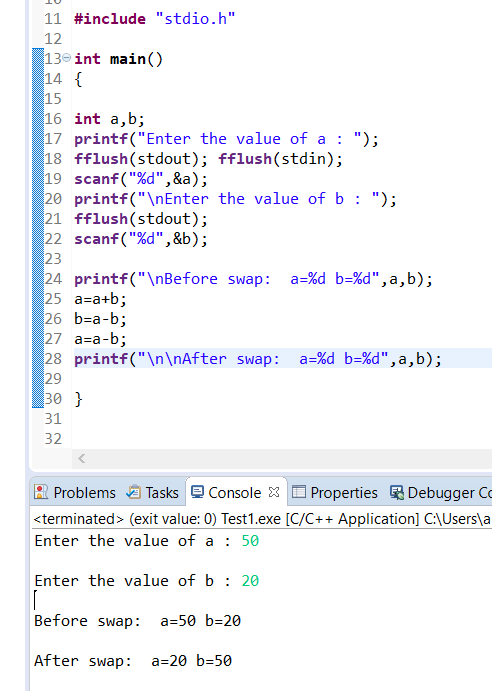 11 #include "stdio.h"
12
13 int main()
14 {
15
16 int a,b;
17 printf("Enter the value of a : ");
18 fflush(stdout); fflush(stdin);
19 scanf("%d",&a);
20 printf("\nEnter the value of b : ");
21 fflush(stdout);
22 scanf("%d",&b);
23
24 printf("\nBefore swap:  a=%d b=%d",a,b);
25 a=a+b;
26 b=a-b;
27 a=a-b;
28 printf("\n\nAfter swap:  a=%d b=%d",a,b);
29
30 }
31
32
Problems Tasks Console Properties Debugger Co
<terminated> (exit value: 0) Test1.exe [C/C++ Application] C:\Users\a
Enter the value of a : 50
Enter the value of b : 20
Before swap:  a=50 b=20
After swap:  a=20 b=50